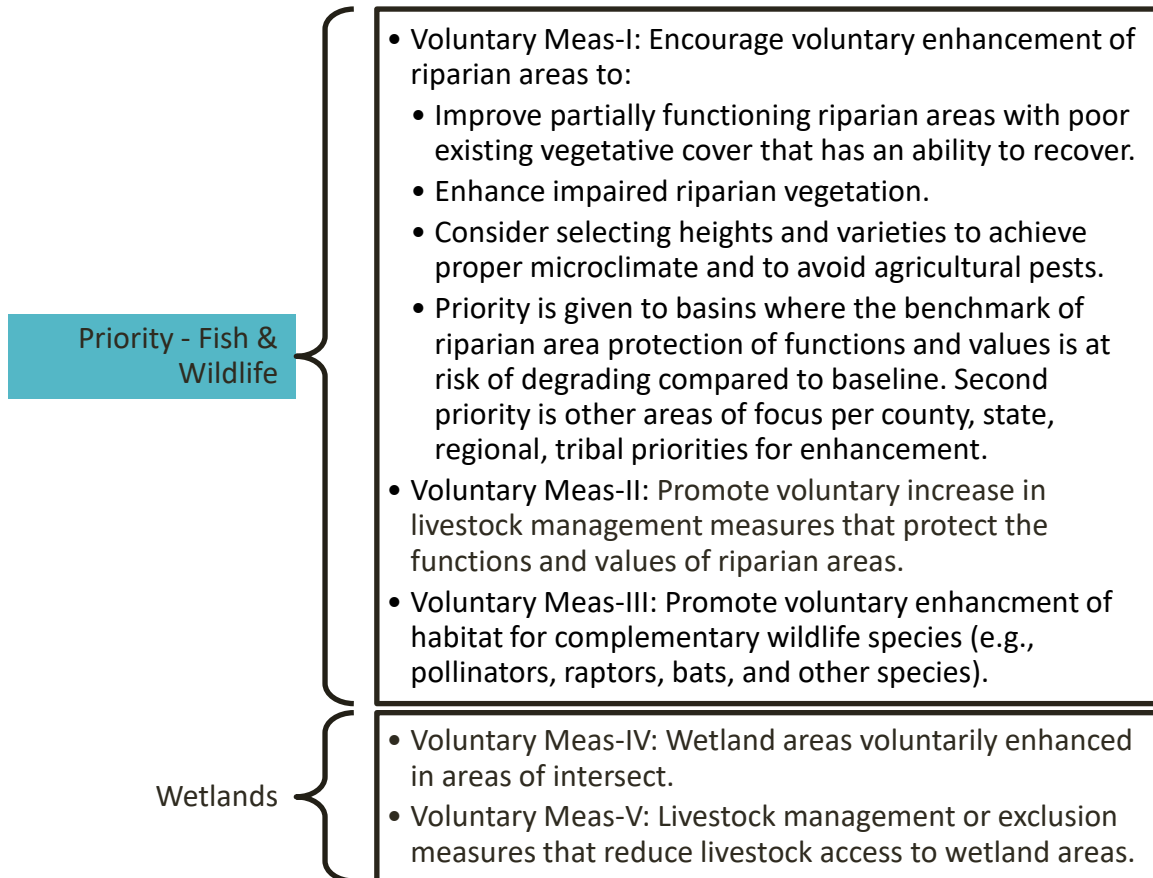 Priority - Fish &
Wildlife
• Voluntary Meas-I: Encourage voluntary enhancement of
riparian areas to:
• Improve partially functioning riparian areas with poor
existing vegetative cover that has an ability to recover.
• Enhance impaired riparian vegetation.
• Consider selecting heights and varieties to achieve
proper microclimate and to avoid agricultural pests.
• Priority is given to basins where the benchmark of
riparian area protection of functions and values is at
risk of degrading compared to baseline. Second
priority is other areas of focus per county, state,
regional, tribal priorities for enhancement.
• Voluntary Meas-II: Promote voluntary increase in
livestock management measures that protect the
functions and values of riparian areas.
• Voluntary Meas-III: Promote voluntary enhancment of
habitat for complementary wildlife species (e.g.,
pollinators, raptors, bats, and other species).
Wetlands
• Voluntary Meas-IV: Wetland areas voluntarily enhanced
in areas of intersect.
• Voluntary Meas-V: Livestock management or exclusion
measures that reduce livestock access to wetland areas.